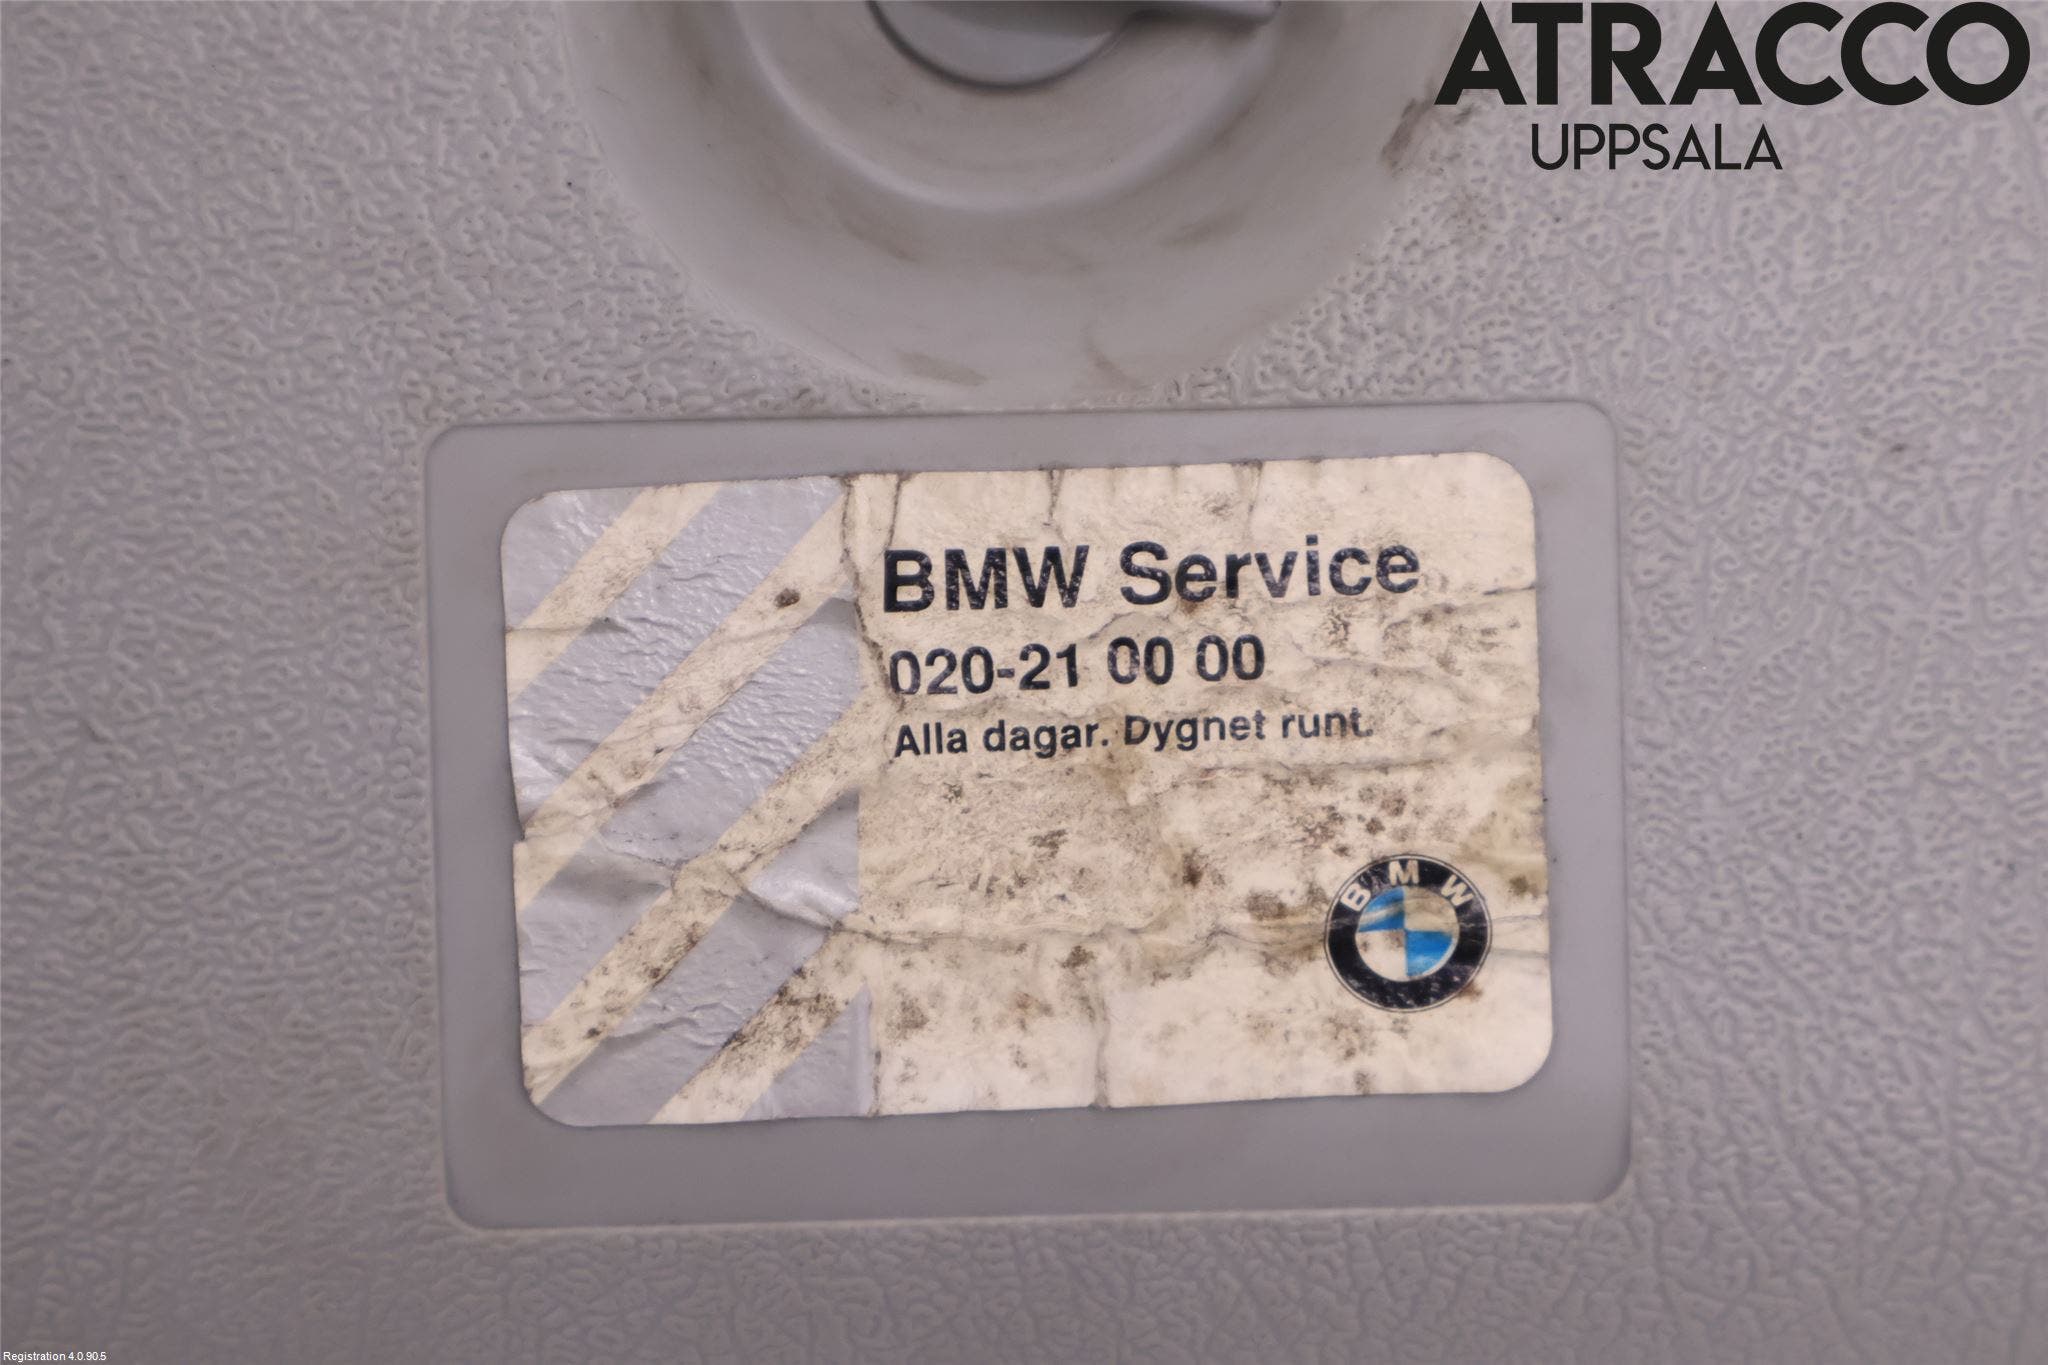 ATRACCO
UPPSALA
BMW Service
020-21 00 00
Alla dagar. Dygnet runt.
BMW
Registration 4.0.90.5